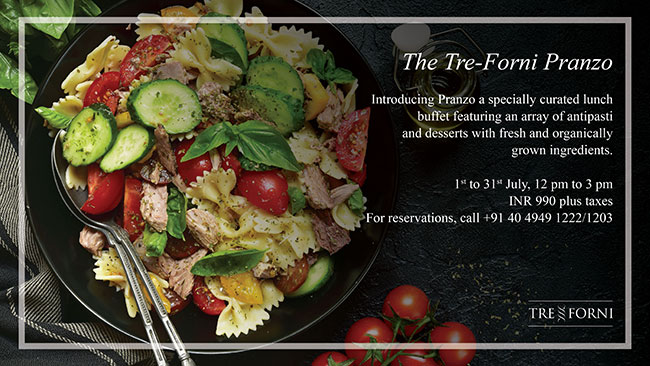 The Tre-Forni Pranzo
Introducing Pranzo a specially curated lunch
buffet featuring an array of antipasti
and desserts with fresh and organically
grown ingredients.
1st to 31st July, 12 pm to 3 pm
INR 990 plus taxes
For reservations, call +91 40 4949 1222/1203
TRE FORNI